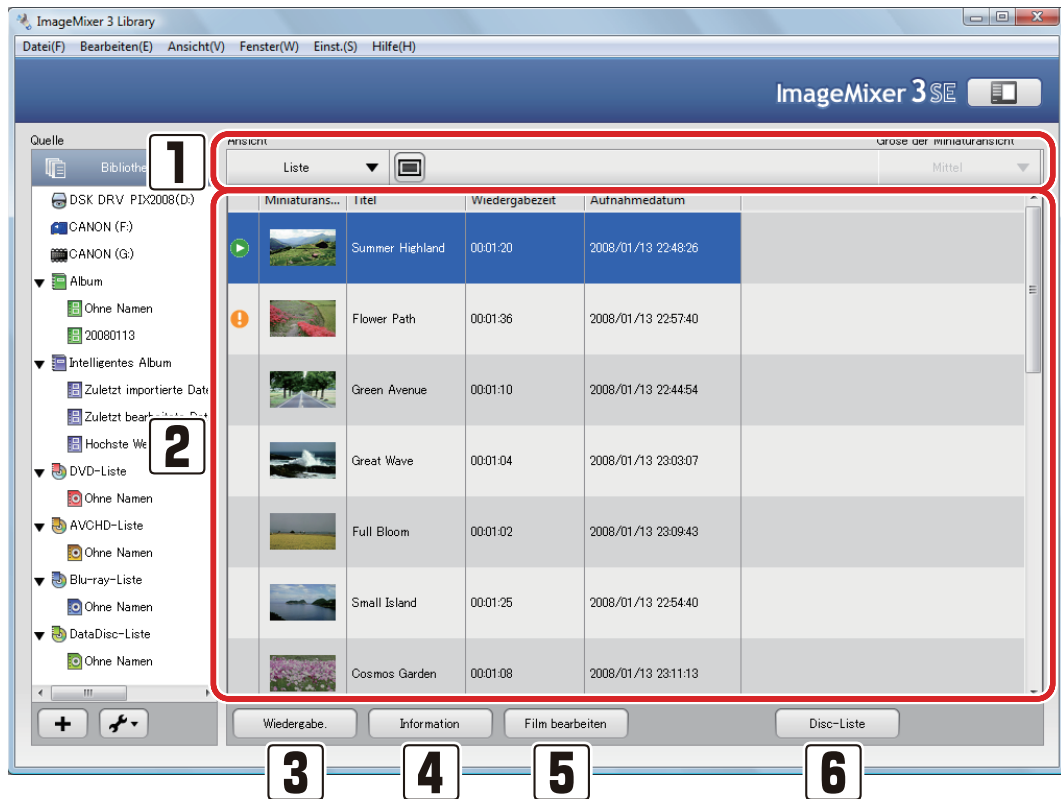 ImageMixer 3 Library
Datei(F) Bearbeiten(E) Ansicht(V) Fenster(W) Einst.(S) Hilfe(H)
ImageMixer 3 SE
Quelle
Ansicht
Grose der Miniaturansicht
1
Liste
Mittel
DSK DRV PIX2008(D:)
CANON (F:)
CANON (G:)
Album
Ohne Namen
20080113
Intelligentes Album
Zuletzt importierte Date
Zuletzt
Hochste
2
DVD-Liste
Ohne Namen
AVCHD-Liste
Ohne Namen
Blu-ray-Liste
Ohne Namen
DataDisc-Liste
Ohne Namen
Miniaturans... Titel Wiedergabezeit Aufnahmedatum
Summer Highland 00:01:20 2008/01/13 22:48:26
Flower Path 00:01:36 2008/01/13 22:57:40
Green Avenue 00:01:10 2008/01/13 22:44:54
Great Wave 00:01:04 2008/01/13 23:03:07
Full Bloom 00:01:02 2008/01/13 23:09:43
Small Island 00:01:25 2008/01/13 22:54:40
Cosmos Garden 00:01:08 2008/01/13 23:11:13
Wiedergabe. Information Film bearbeiten Disc-Liste
3 4 5 6